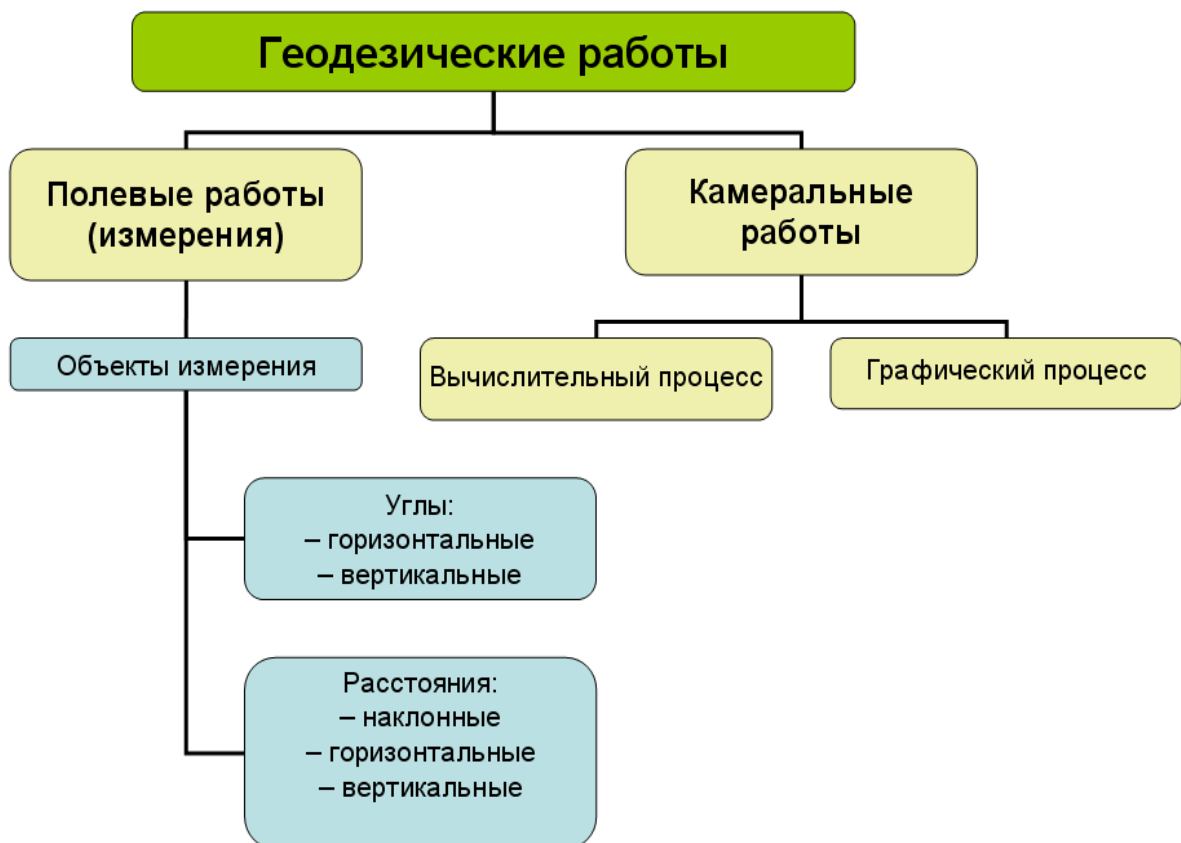 Геодезические работы
Полевые работы
(измерения)
Камеральные
работы
Объекты измерения
Вычислительный процесс
Графический процесс
Углы:
– горизонтальные
– вертикальные
Расстояния:
– наклонные
– горизонтальные
– вертикальные